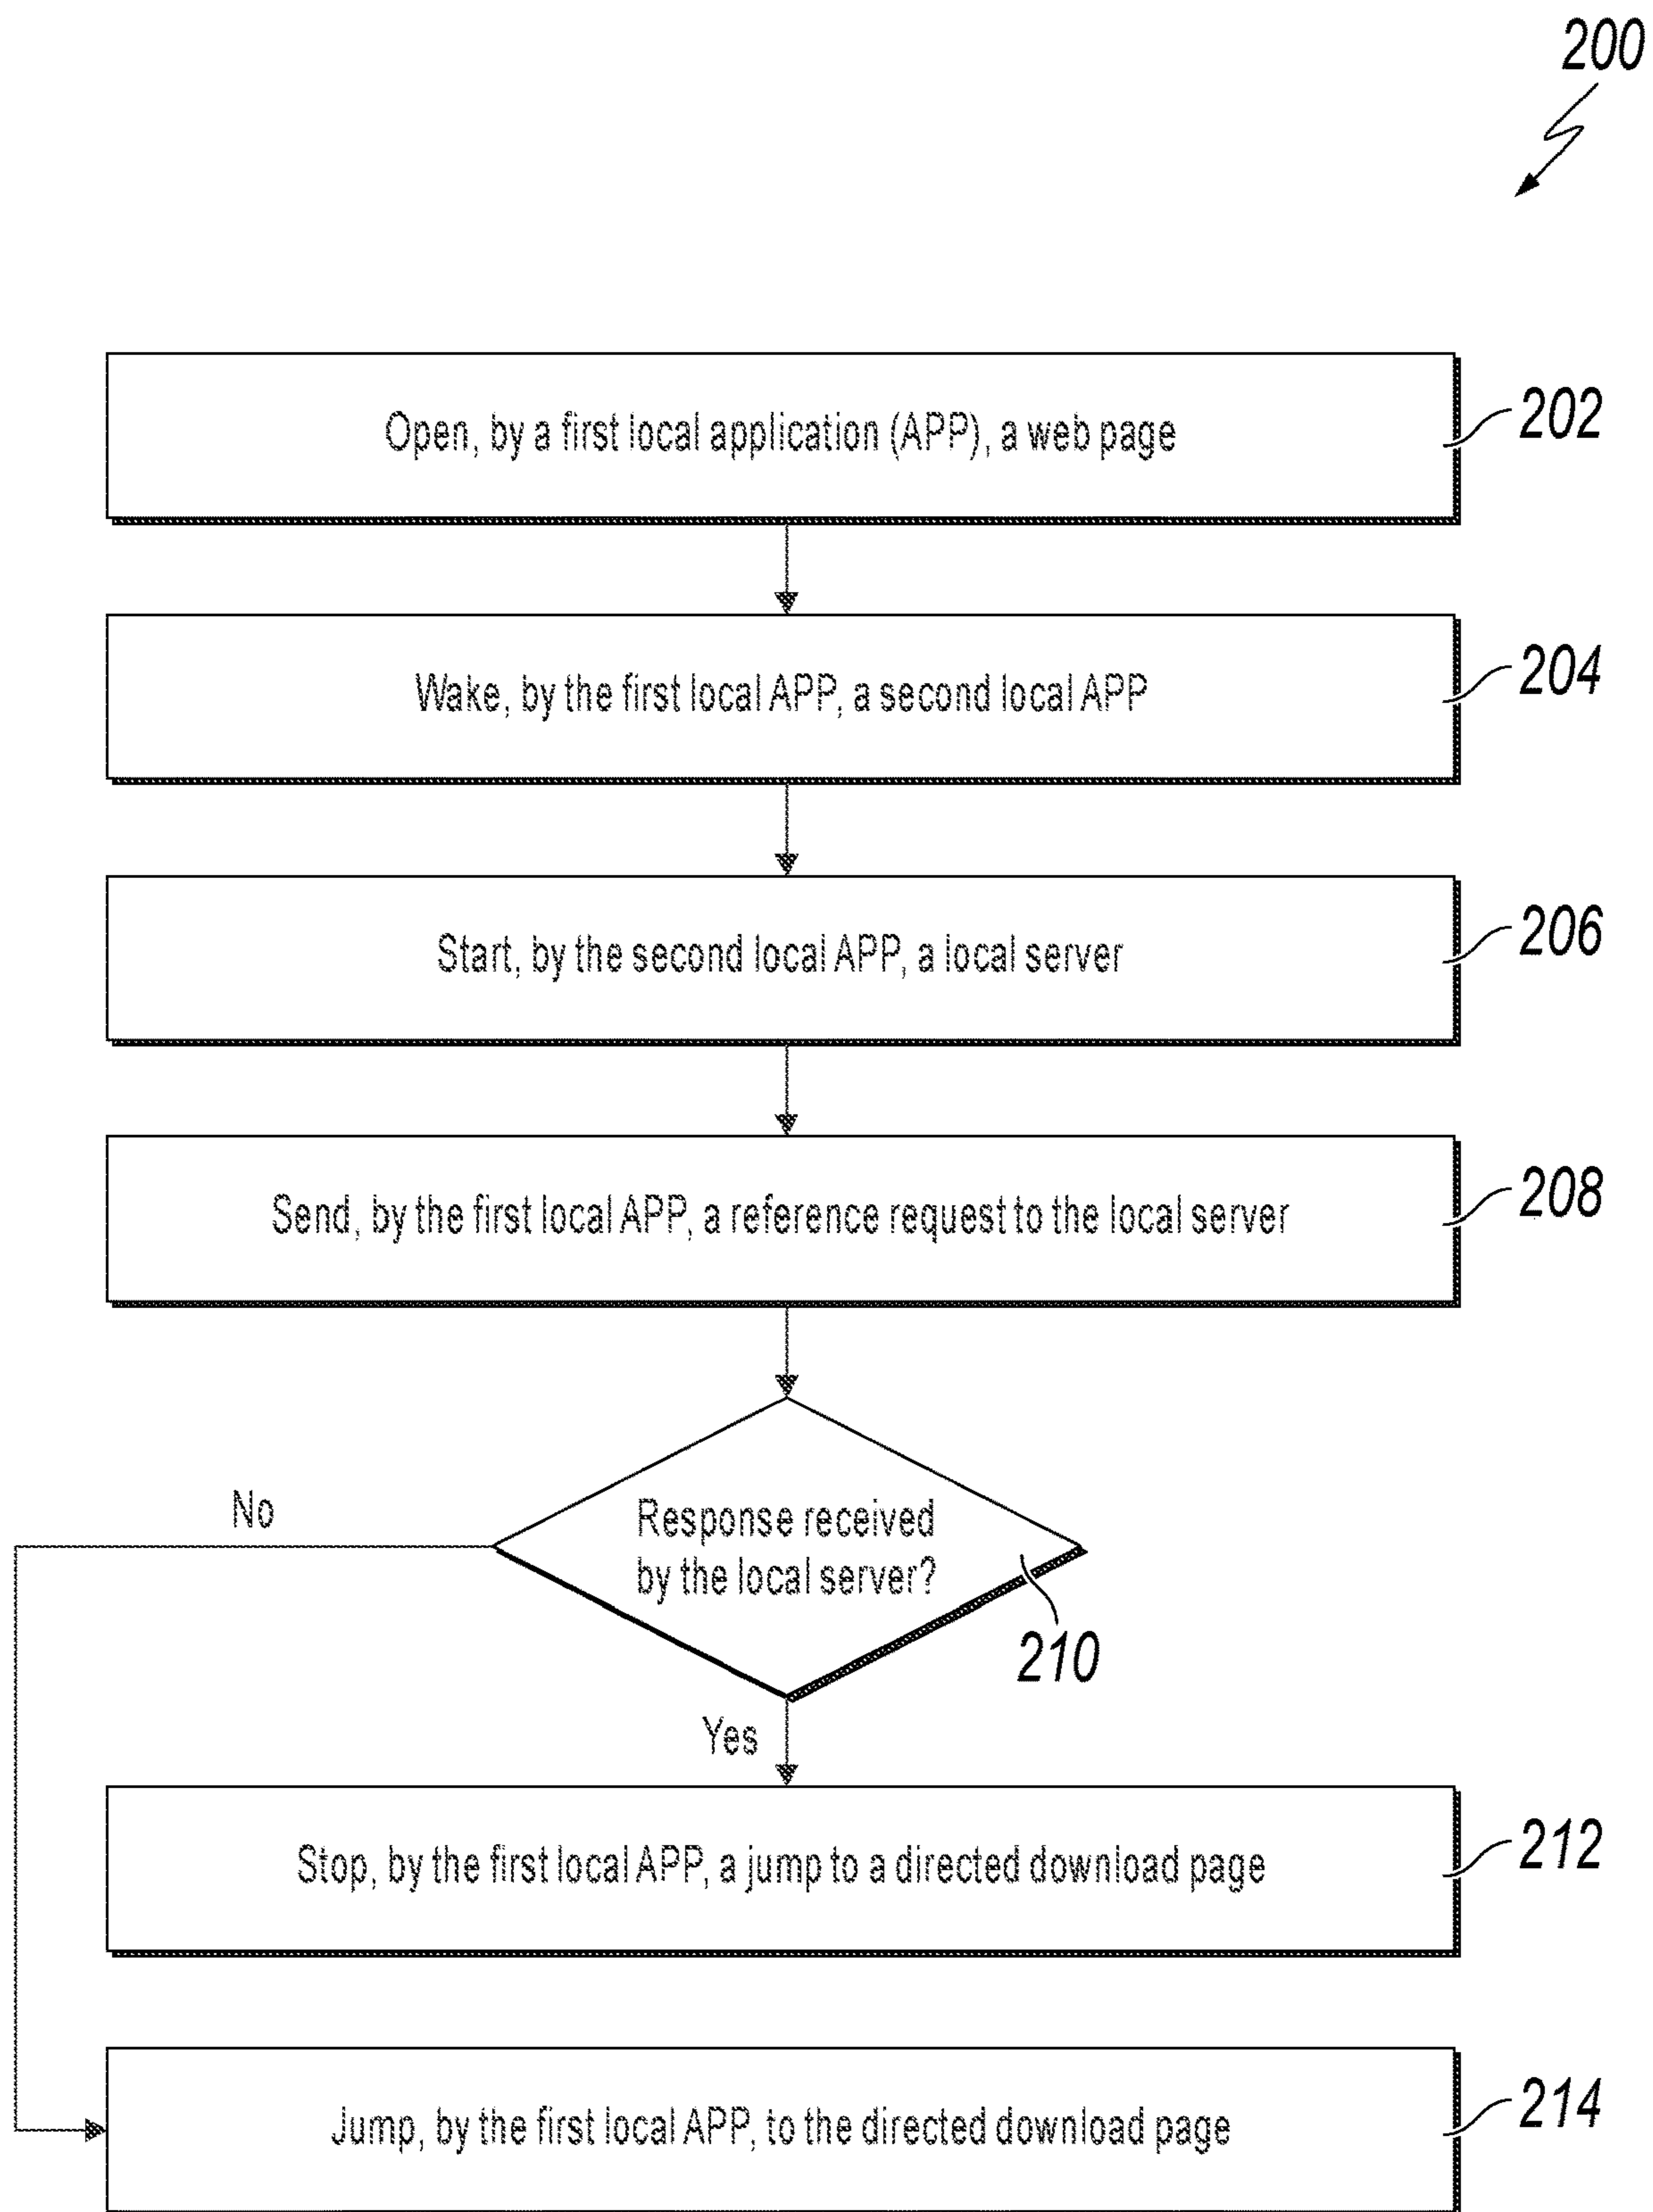 200
Open, by a first local application (APP), a web page
202
Wake, by the first local APP, a second local APP
204
Start, by the second local APP, a local server
206
Send, by the first local APP, a reference request to the local server
208
No
Response received
by the local server?
210
Yes
Stop, by the first local APP, a jump to a directed download page
212
Jump, by the first local APP, to the directed download page
214